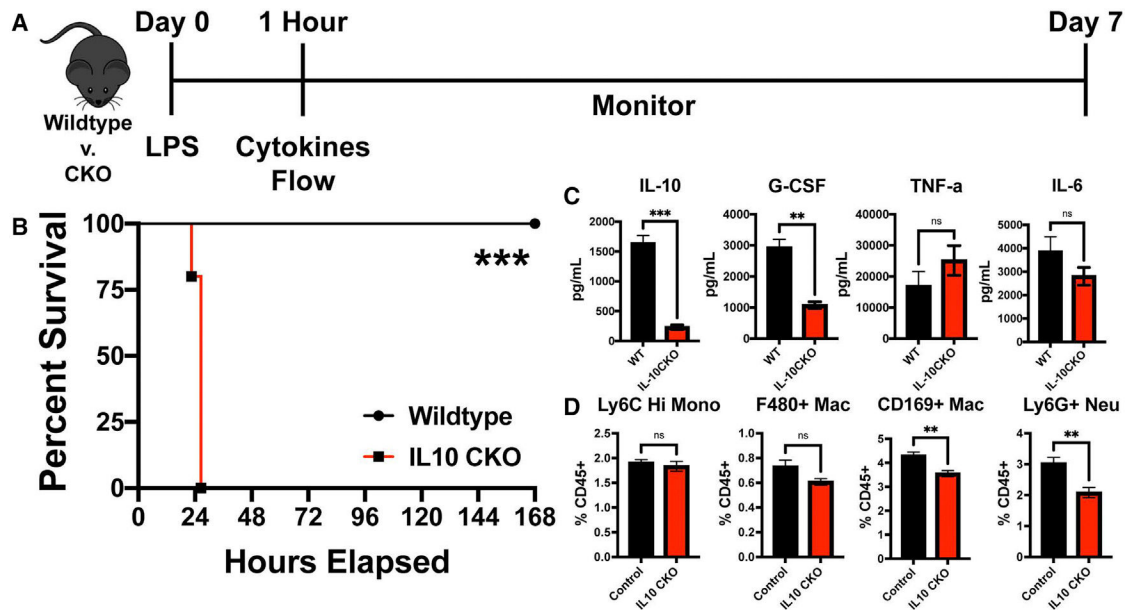 A
Day 0
1 Hour
Day 7
Wildtype
v.
CKO
LPS
Cytokines
Flow
Monitor
B
Percent Survival
100
75
50
25
0
***
Wildtype
IL10 CKO
0 24 48 72 96 120 144 168
Hours Elapsed
C
IL-10
pg/mL
2000
1500
1000
500
0
***
WT
IL-10CKO
G-CSF
pg/mL
4000
3000
2000
1000
0
**
WT
IL-10CKO
TNF-a
pg/mL
40000
30000
20000
10000
0
ns
WT
IL-10CKO
IL-6
pg/mL
6000
5000
4000
3000
2000
1000
0
ns
WT
IL-10CKO
D
Ly6C Hi Mono
% CD45+
2.5
2.0
1.5
1.0
0.5
0.0
ns
Control
IL10 CKO
F480+ Mac
% CD45+
1.0
0.8
0.6
0.4
0.2
0.0
ns
Control
IL10 CKO
CD169+ Mac
% CD45+
5
4
3
2
1
0
**
Control
IL10 CKO
Ly6G+ Neu
% CD45+
4
3
2
1
0
**
Control
IL10 CKO